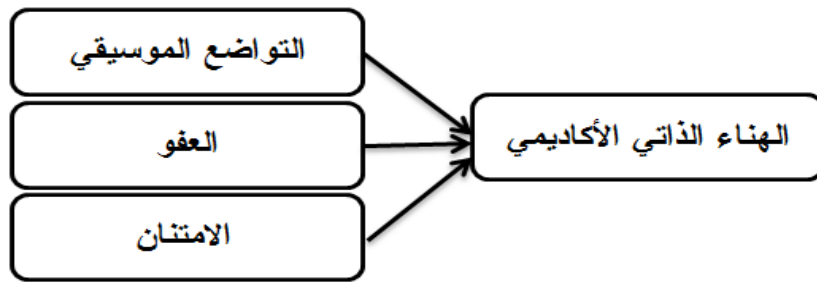 التواضع الموسيقي
العفو
الامتنان
الهناء الذاتي الأكاديمي